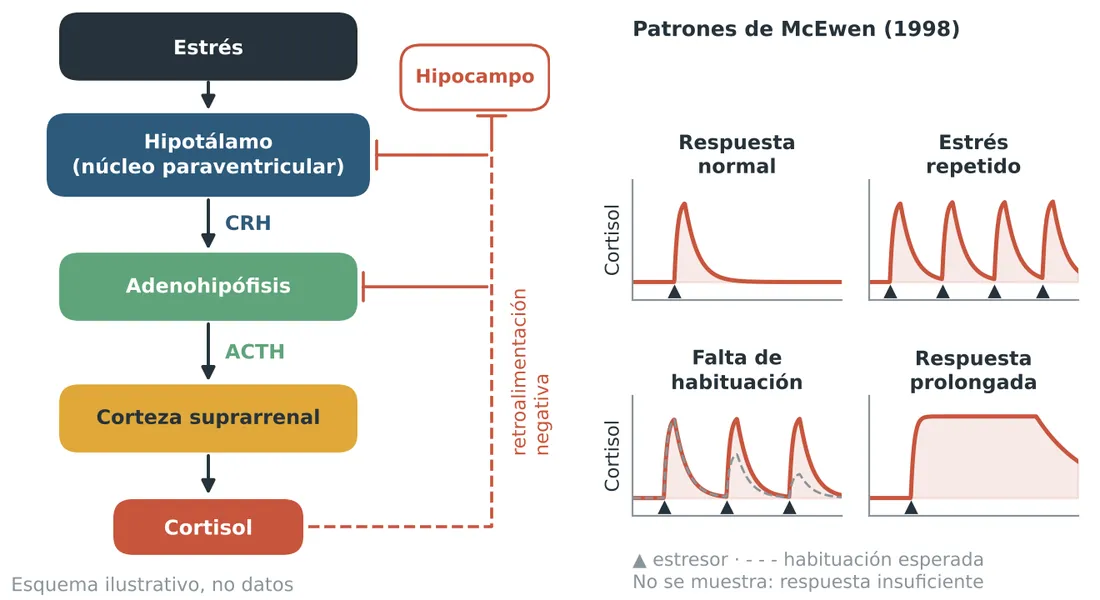 Estrés
Hipocampo
Hipotálamo
(núcleo paraventricular)
CRH
Adenohipófisis
ACTH
retroalimentación
negativa
Corteza suprarrenal
Cortisol
Esquema ilustrativo, no datos
Patrones de McEwen (1998)
Respuesta
normal
Cortisol
Estrés
repetido
Falta de
habituación
Cortisol
Respuesta
prolongada
▲ estresor · - - - habituación esperada
No se muestra: respuesta insuficiente